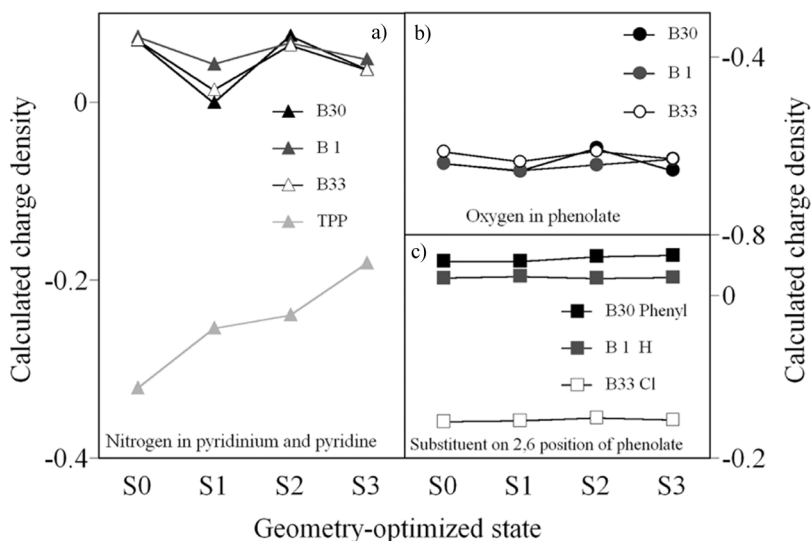 a)
b)
c)
0
-0.2
-0.4
Calculated charge density
B30
B 1
B33
TPP
Nitrogen in pyridinium and pyridine
B30
B 1
B33
Oxygen in phenolate
B30 Phenyl
B 1 H
B33 Cl
Substituent on 2,6 position of phenolate
-0.4
-0.8
0
-0.2
Calculated charge density
S0 S1 S2 S3 S0 S1 S2 S3
Geometry-optimized state